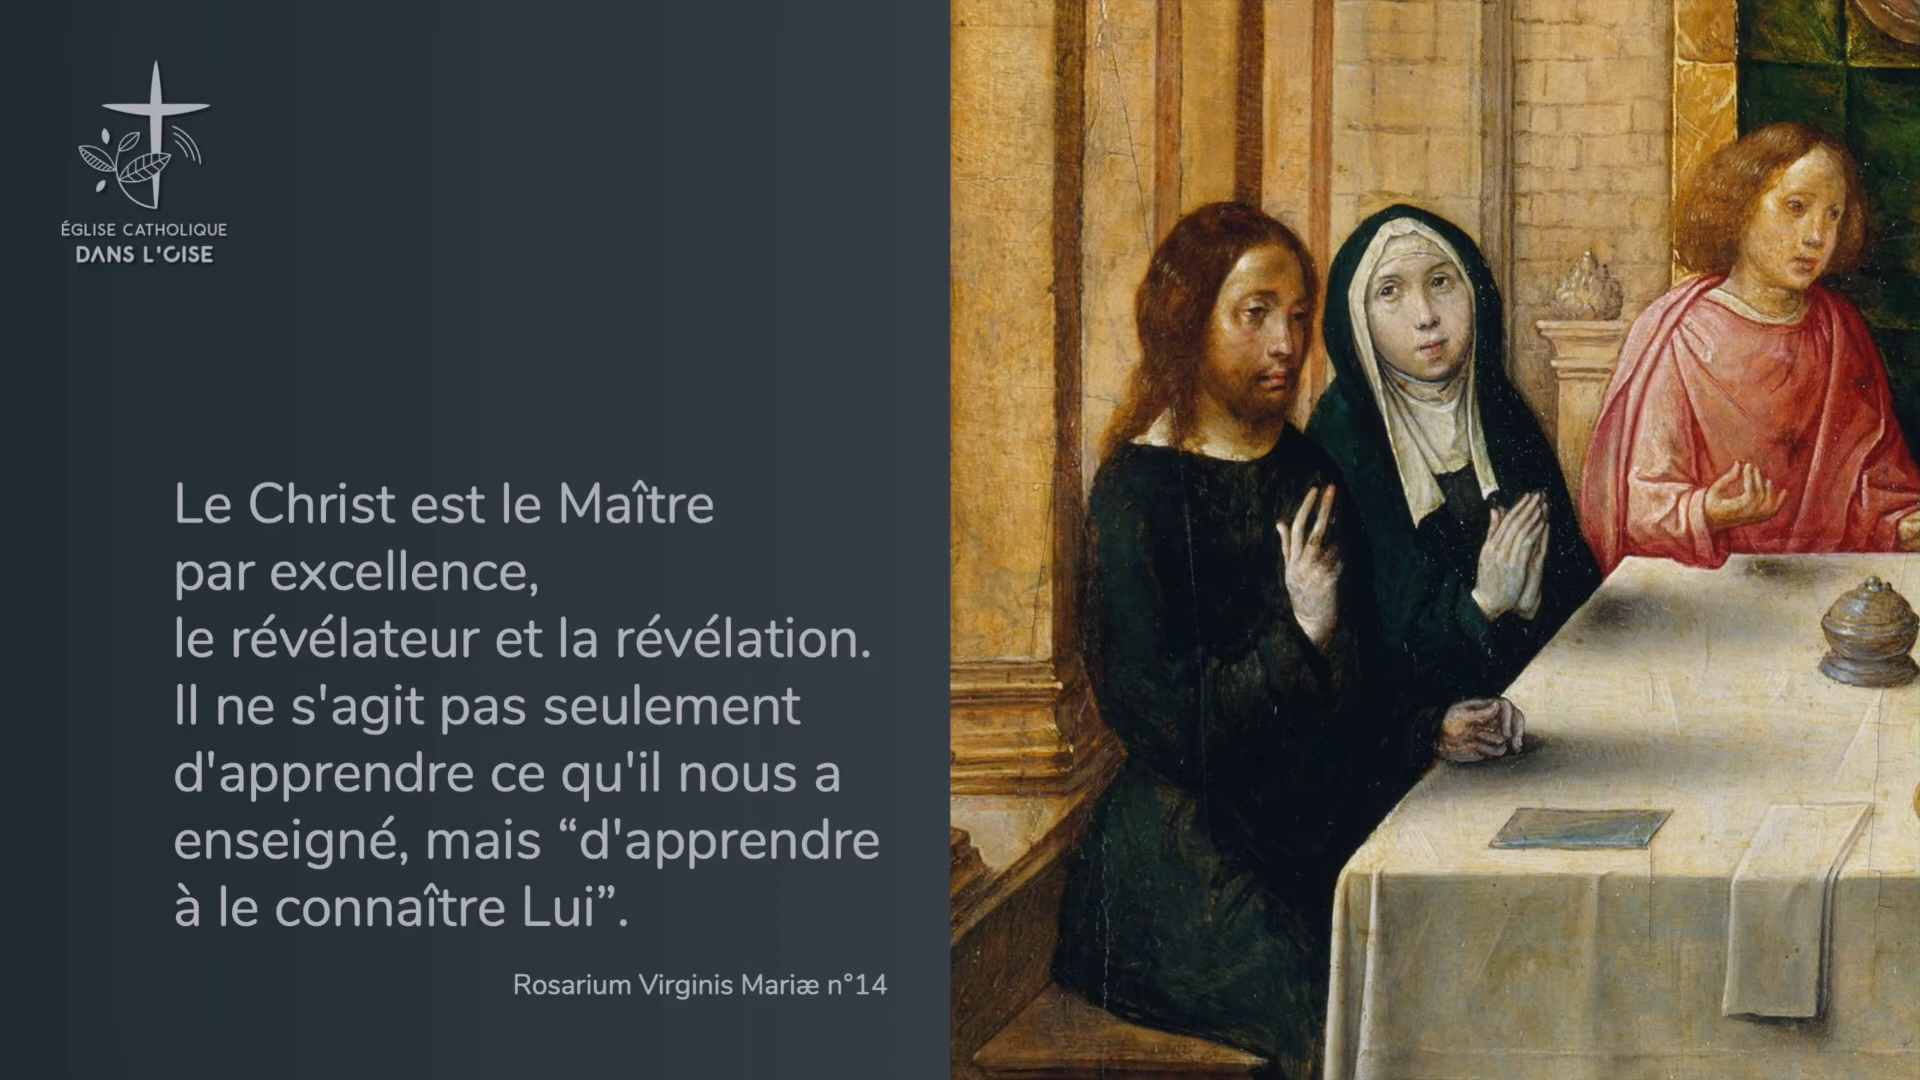 ÉGLISE CATHOLIQUE
DANS L'OISE
Le Christ est le Maître
par excellence,
le révélateur et la révélation.
Il ne s'agit pas seulement
d'apprendre ce qu'il nous a
enseigné, mais “d'apprendre
à le connaître Lui”.
Rosarium Virginis Mariæ n°14